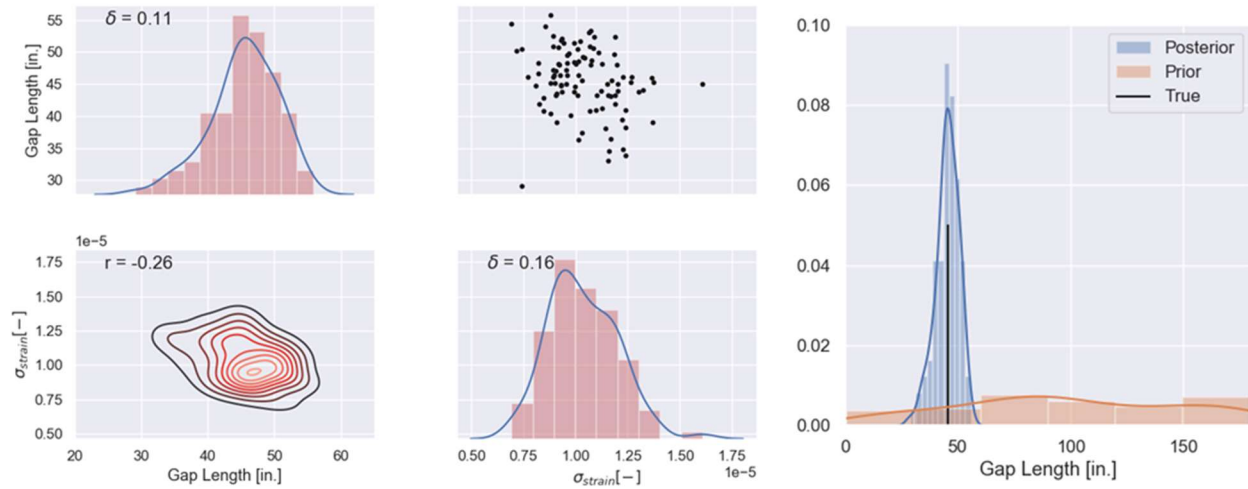 δ = 0.11
Gap Length [in.]
55
50
45
40
35
30
1e−5
r = -0.26
σstrain[−]
1.75
1.50
1.25
1.00
0.75
0.50
20 30 40 50 60
Gap Length [in.]
δ = 0.16
0.50 0.75 1.00 1.25 1.50 1.75
1e−5
σstrain[−]
0.10
0.08
0.06
0.04
0.02
0.00
Posterior
Prior
True
0 50 100 150
Gap Length [in.]